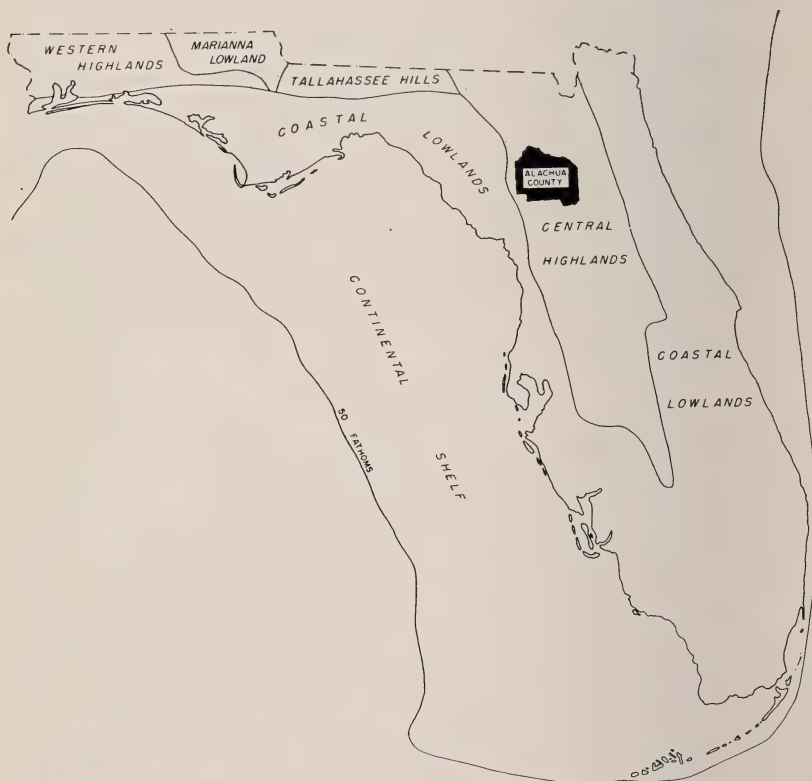 WESTERN
HIGHLANDS
MARIANNA
LOWLAND
TALLAHASSEE HILLS
COASTAL
LOWLANDS
ALACHUA
COUNTY
CENTRAL
HIGHLANDS
CONTINENTAL
SHELF
COASTAL
LOWLANDS
50 FATHOMS